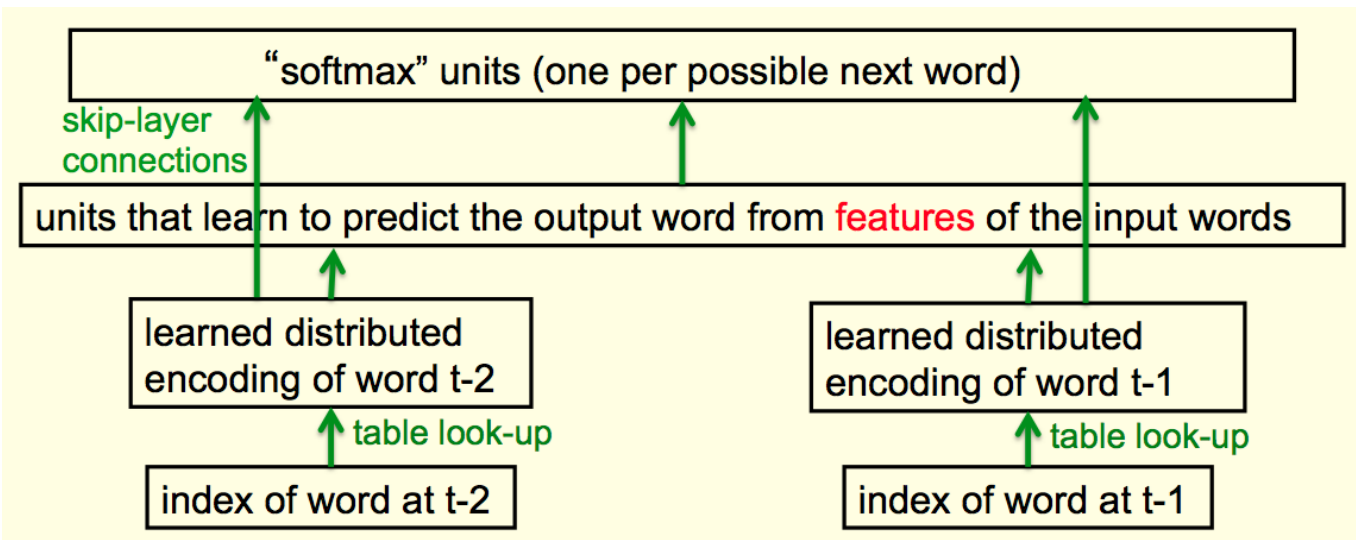 “softmax” units (one per possible next word)
skip-layer
connections
units that learn to predict the output word from features of the input words
learned distributed
encoding of word t-2
learned distributed
encoding of word t-1
table look-up
table look-up
index of word at t-2
index of word at t-1